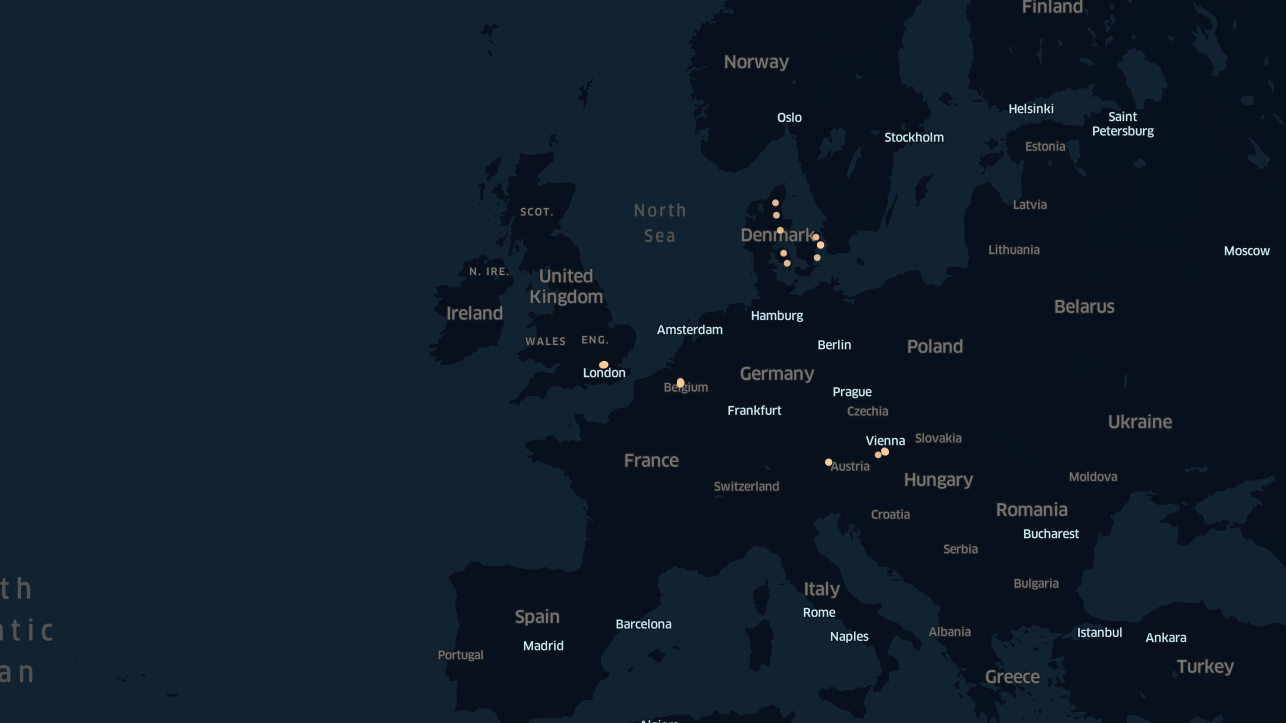 Finland
Norway
Oslo
Helsinki
Saint
Petersburg
Stockholm
Estonia
Latvia
SCOT.
North
Sea
Denmark
Lithuania
Moscow
N. IRE.
United
Kingdom
Ireland
Hamburg
Belarus
Amsterdam
WALES
ENG.
Berlin
Poland
London
Germany
Belgium
Prague
Frankfurt
Czechia
Ukraine
Vienna
Slovakia
France
Austria
Hungary
Moldova
Switzerland
Croatia
Romania
Bucharest
Serbia
Bulgaria
th
Italy
Rome
Spain
Barcelona
ntic
Naples
Albania
Istanbul
Ankara
Madrid
Portugal
Turkey
an
Greece